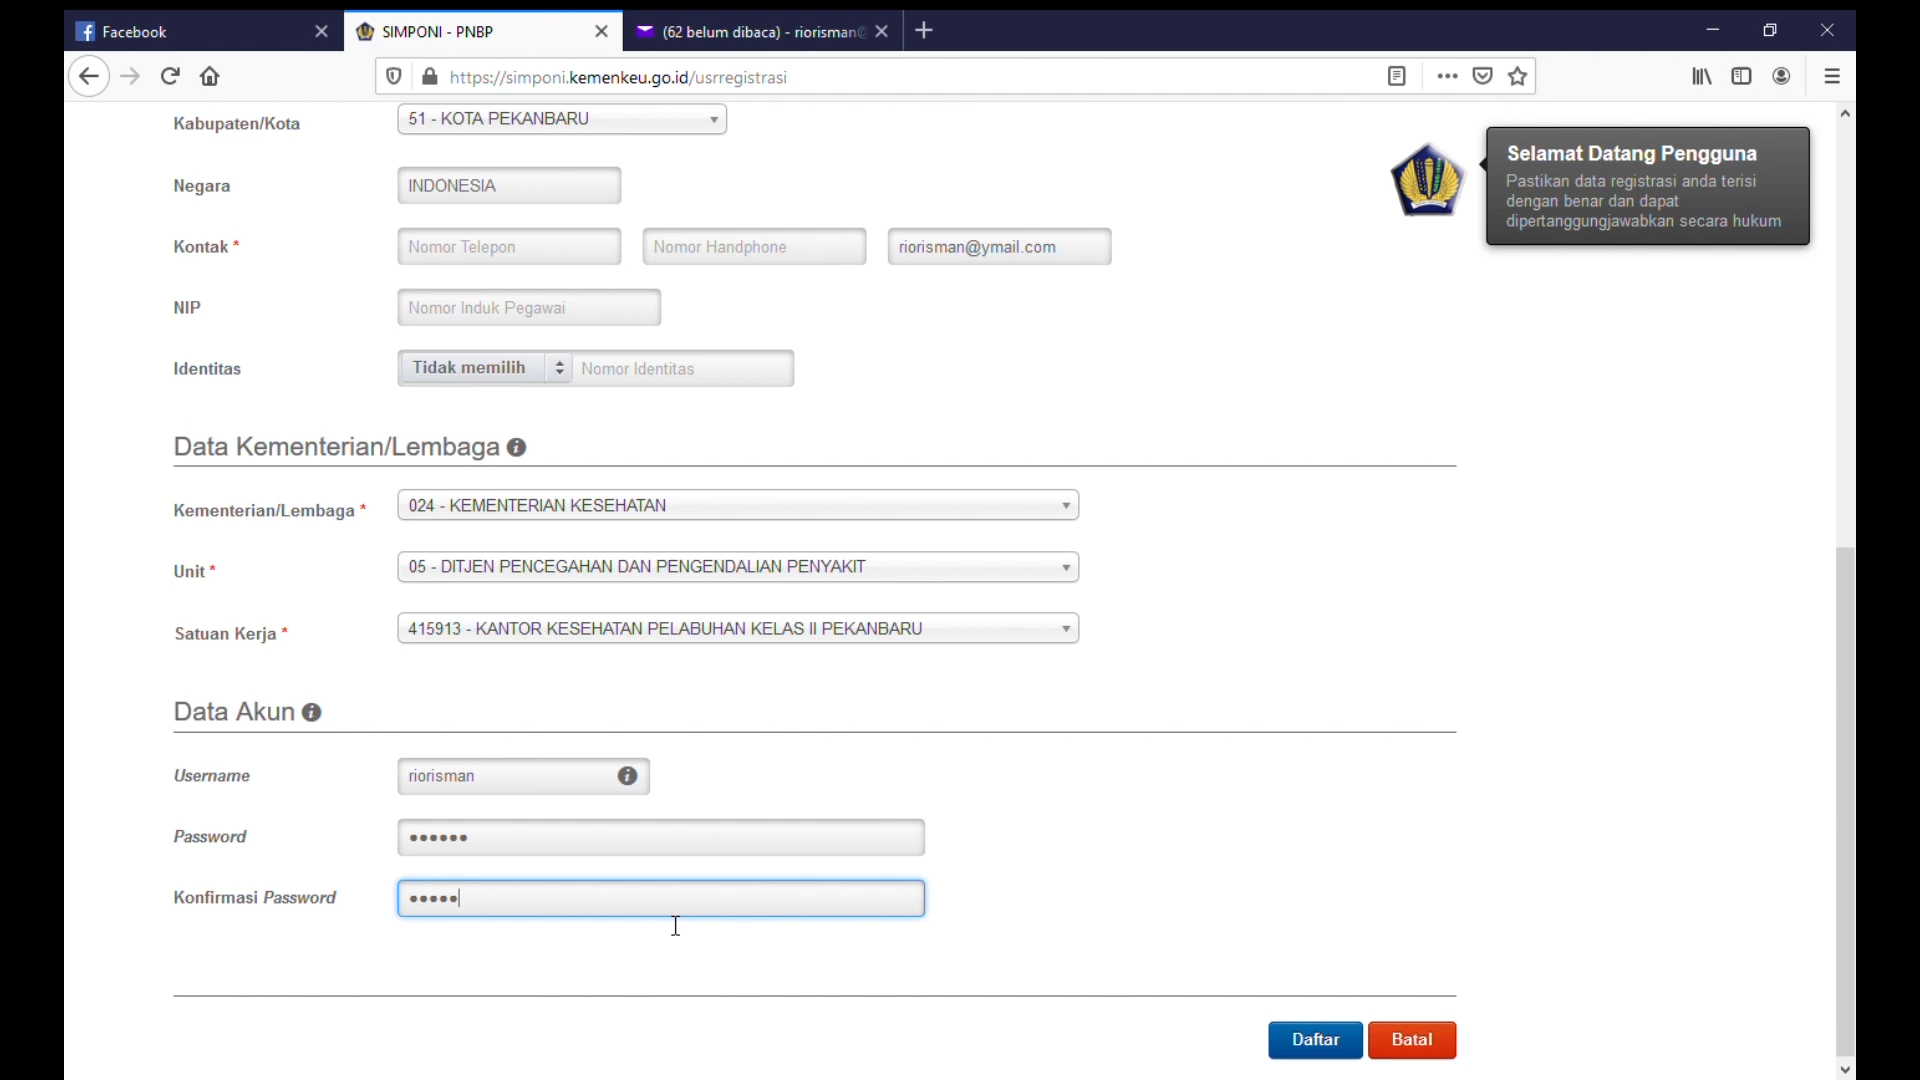 Facebook
SIMPONI - PNBP
(62 belum dibaca) - riorisman@
https://simponi.kemenkeu.go.id/usrregistrasi
Kabupaten/Kota
51 - KOTA PEKANBARU
Selamat Datang Pengguna
Pastikan data registrasi anda terisi
dengan benar dan dapat
dipertanggungjawabkan secara hukum
Negara
INDONESIA
Kontak *
Nomor Telepon
Nomor Handphone
riorisman@ymail.com
NIP
Nomor Induk Pegawai
Identitas
Tidak memilih
Nomor Identitas
Data Kementerian/Lembaga
Kementerian/Lembaga *
024 - KEMENTERIAN KESEHATAN
Unit *
05 - DITJEN PENCEGAHAN DAN PENGENDALIAN PENYAKIT
Satuan Kerja *
415913 - KANTOR KESEHATAN PELABUHAN KELAS II PEKANBARU
Data Akun
Username
riorisman
Password
••••••
Konfirmasi Password
•••••
Daftar
Batal